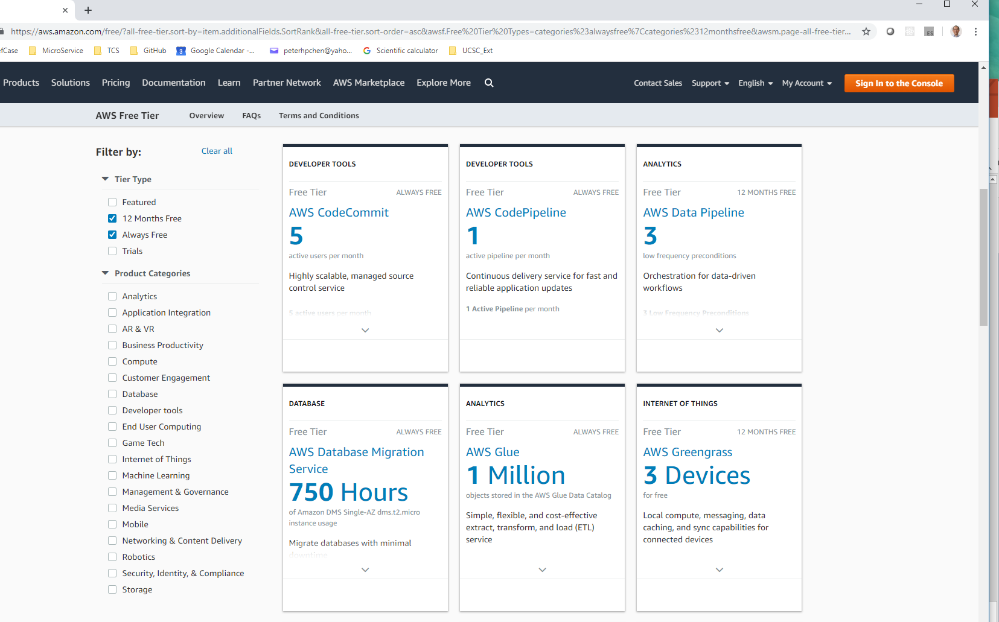 https://aws.amazon.com/free/?all-free-tier.sort-by=item.additionalFields.SortRank&all-free-tier.sort-order=asc&awsf.Free%20Tier%20Types=categories%23alwaysfree%7Ccategories%2312monthsfree&awsm.page-all-free-tier...
ES
efCase MicroService TCS GitHub 3 Google Calendar -... peterhpchen@yaho... Scientific calculator UCSC_Ext
Products Solutions Pricing Documentation Learn Partner Network AWS Marketplace Explore More Contact Sales Support English My Account Sign In to the Console
AWS Free Tier Overview FAQs Terms and Conditions
Filter by: Clear all
Tier Type
Featured
12 Months Free
Always Free
Trials
Product Categories
Analytics
Application Integration
AR & VR
Business Productivity
Compute
Customer Engagement
Database
Developer tools
End User Computing
Game Tech
Internet of Things
Machine Learning
Management & Governance
Media Services
Mobile
Networking & Content Delivery
Robotics
Security, Identity, & Compliance
Storage
DEVELOPER TOOLS
Free Tier ALWAYS FREE
AWS CodeCommit
5
active users per month
Highly scalable, managed source
control service
5 active users per month
DEVELOPER TOOLS
Free Tier ALWAYS FREE
AWS CodePipeline
1
active pipeline per month
Continuous delivery service for fast and
reliable application updates
1 Active Pipeline per month
ANALYTICS
Free Tier 12 MONTHS FREE
AWS Data Pipeline
3
low frequency preconditions
Orchestration for data-driven
workflows
3 Low Frequency Preconditions
DATABASE
Free Tier ALWAYS FREE
AWS Database Migration
Service
750 Hours
of Amazon DMS Single-AZ dms.t2.micro
instance usage
Migrate databases with minimal
downtime
ANALYTICS
Free Tier ALWAYS FREE
AWS Glue
1 Million
objects stored in the AWS Glue Data Catalog
Simple, flexible, and cost-effective
extract, transform, and load (ETL)
service
INTERNET OF THINGS
Free Tier 12 MONTHS FREE
AWS Greengrass
3 Devices
for free
Local compute, messaging, data
caching, and sync capabilities for
connected devices